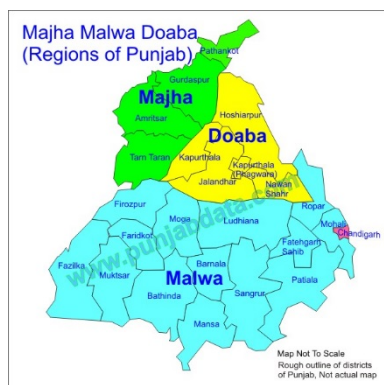 Majha Malwa Doaba
(Regions of Punjab)
Pathankot
Gurdaspur
Majha
Amritsar
Hoshiarpur
Doaba
Tarn Taran
Kapurthala
Kapurthala
(Phagwara)
Jalandhar
Nawan
Shahr
Firozpur
Moga
Ludhiana
Ropar
Mohali
Chandigarh
Faridkot
Fatehgarh
Sahib
Fazilka
Muktsar
Barnala
Malwa
Patiala
Bathinda
Sangrur
Mansa
www.punjabdata.com
Map Not To Scale
Rough outline of districts
of Punjab, Not actual map